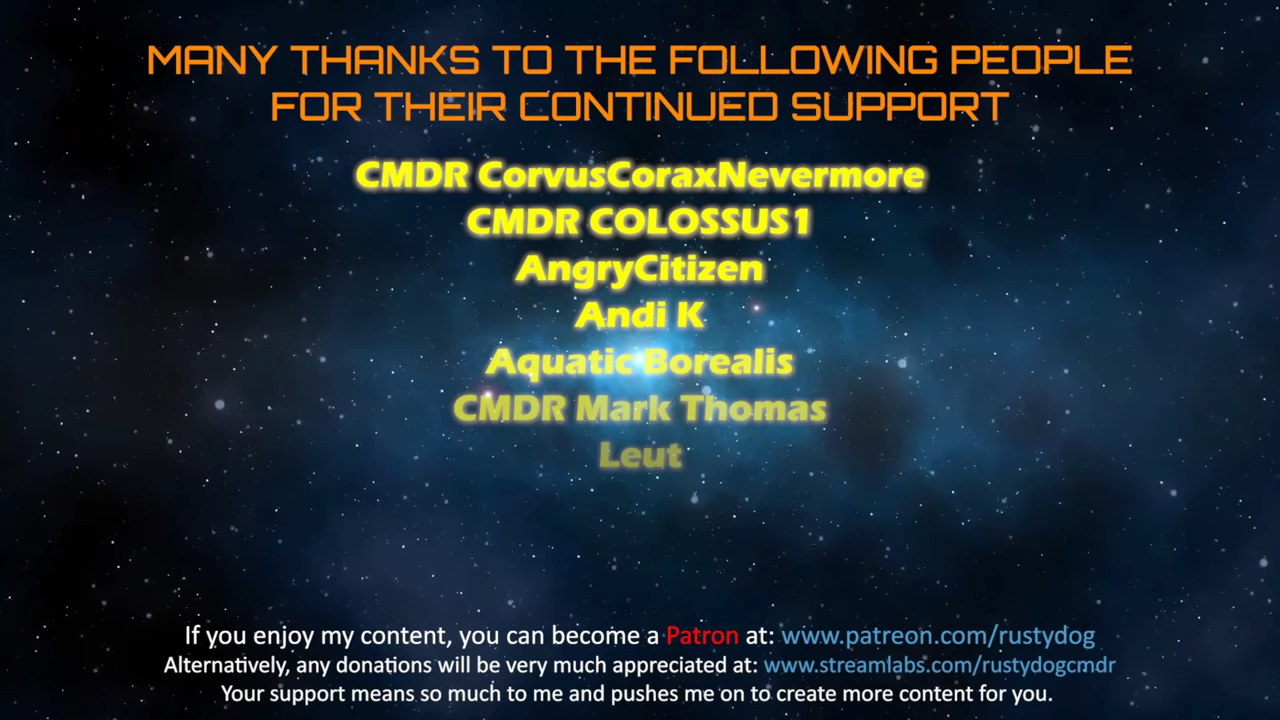 MANY THANKS TO THE FOLLOWING PEOPLE
FOR THEIR CONTINUED SUPPORT
CMDR CorvusCoraxNevermore
CMDR COLOSSUS1
AngryCitizen
Andi K
Aquatic Borealis
CMDR Mark Thomas
Leut
If you enjoy my content, you can become a Patron at: www.patreon.com/rustydog
Alternatively, any donations will be very much appreciated at: www.streamlabs.com/rustydogcmdr
Your support means so much to me and pushes me on to create more content for you.